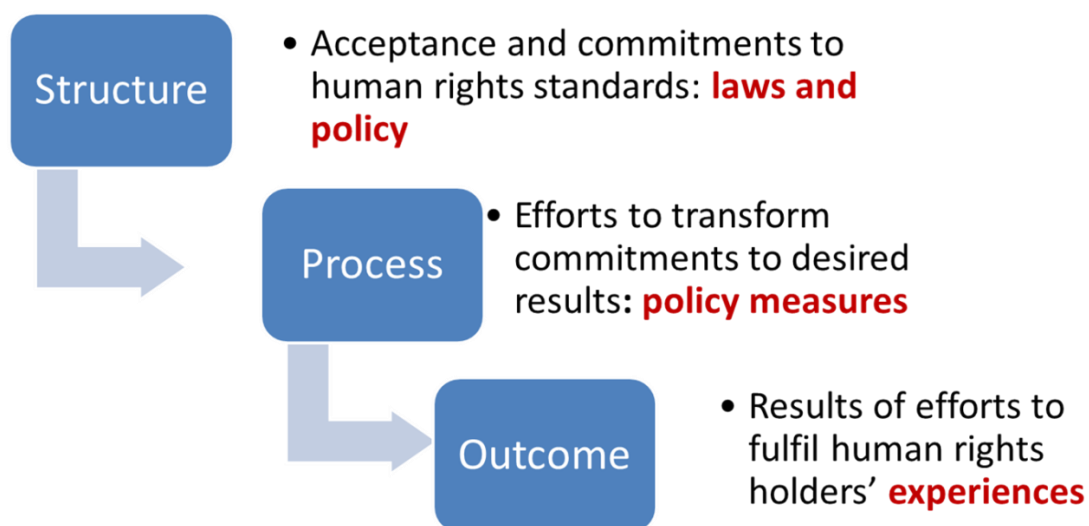 Structure
• Acceptance and commitments to
human rights standards: laws and
policy
Process
• Efforts to transform
commitments to desired
results: policy measures
Outcome
• Results of efforts to
fulfil human rights
holders’ experiences